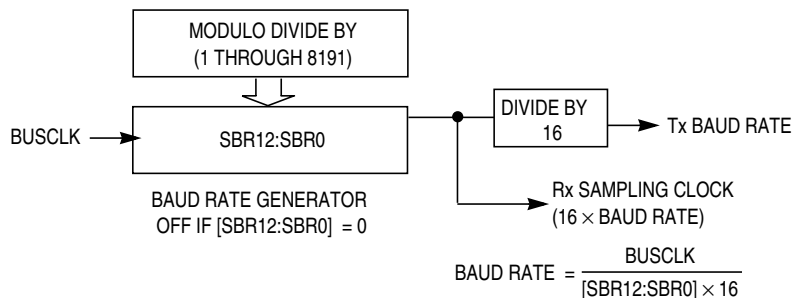 MODULO DIVIDE BY
(1 THROUGH 8191)
BUSCLK
SBR12:SBR0
DIVIDE BY
16
Tx BAUD RATE
BAUD RATE GENERATOR
OFF IF [SBR12:SBR0] = 0
Rx SAMPLING CLOCK
(16 × BAUD RATE)
BAUD RATE =
BUSCLK
[SBR12:SBR0] × 16